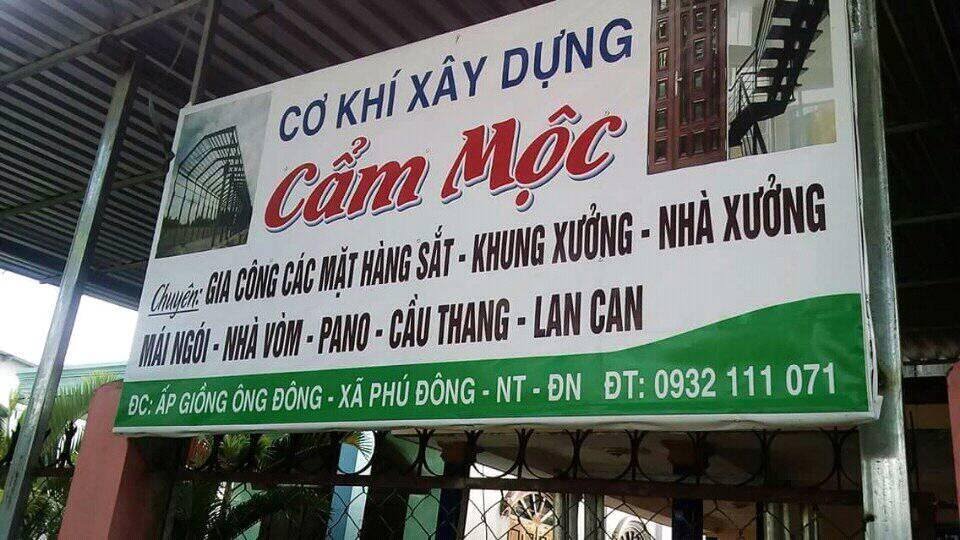 CƠ KHÍ XÂY DỰNG
Cẩm Mộc
Chuyên: GIA CÔNG CÁC MẶT HÀNG SẮT - KHUNG XƯỞNG - NHÀ XƯỞNG
MÁI NGÓI - NHÀ VÒM - PANO - CẦU THANG - LAN CAN
ĐC: ẤP GIỒNG ÔNG ĐÔNG - XÃ PHÚ ĐÔNG - NT - ĐN ĐT: 0932 111 071